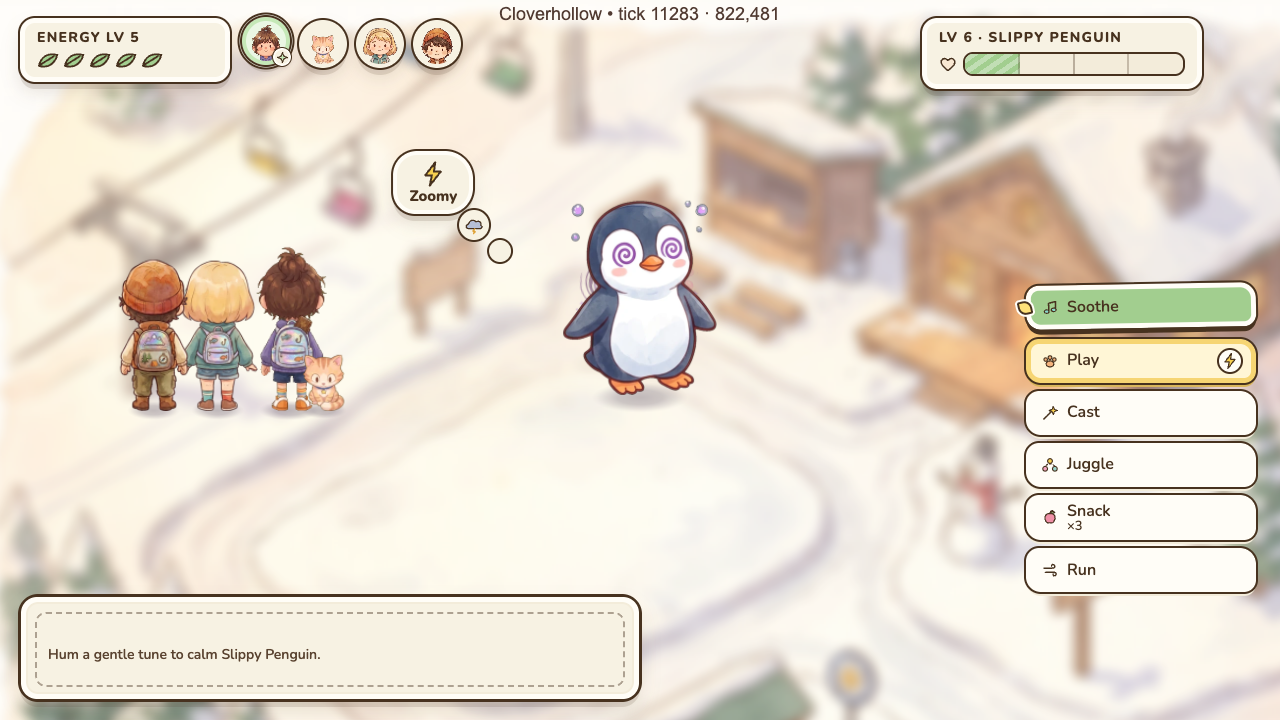 Cloverhollow • tick 11283 · 822,481
ENERGY LV 5
LV 6 · SLIPPY PENGUIN
Zoomy
Soothe
Play
Cast
Juggle
Snack
×3
Run
Hum a gentle tune to calm Slippy Penguin.